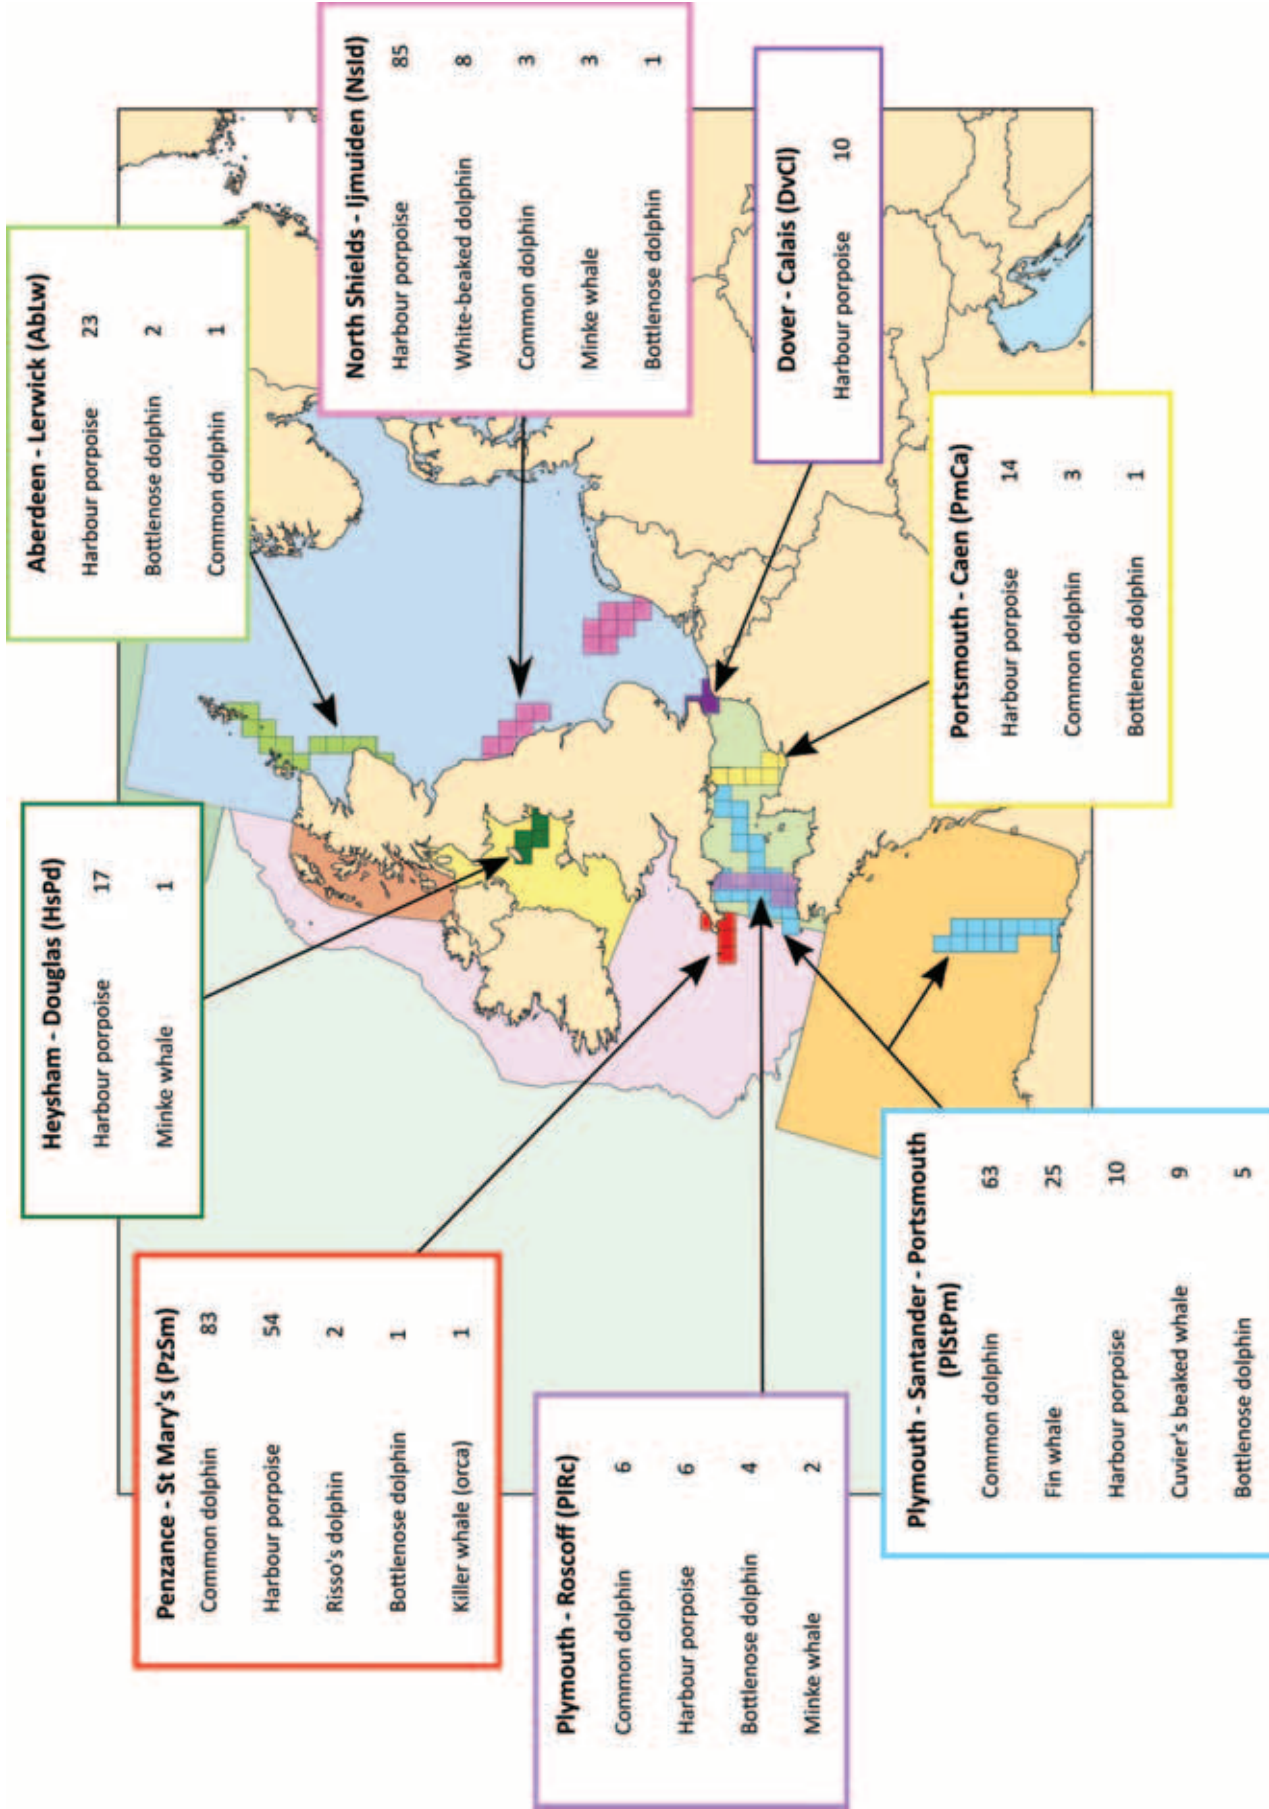 Aberdeen - Lerwick (AbLw)
Harbour porpoise 23
Bottlenose dolphin 2
Common dolphin 1
North Shields - Ijmuiden (NsId)
Harbour porpoise 85
White-beaked dolphin 8
Common dolphin 3
Minke whale 3
Bottlenose dolphin 1
Dover - Calais (DvCl)
Harbour porpoise 10
Portsmouth - Caen (PmCa)
Harbour porpoise 14
Common dolphin 3
Bottlenose dolphin 1
Heysham - Douglas (HsPd)
Harbour porpoise 17
Minke whale 1
Penzance - St Mary's (PzSm)
Common dolphin 83
Harbour porpoise 54
Risso's dolphin 2
Bottlenose dolphin 1
Killer whale (orca) 1
Plymouth - Roscoff (PlRc)
Common dolphin 6
Harbour porpoise 6
Bottlenose dolphin 4
Minke whale 2
Plymouth - Santander - Portsmouth
(PlStPm)
Common dolphin 63
Fin whale 25
Harbour porpoise 10
Cuvier's beaked whale 9
Bottlenose dolphin 5